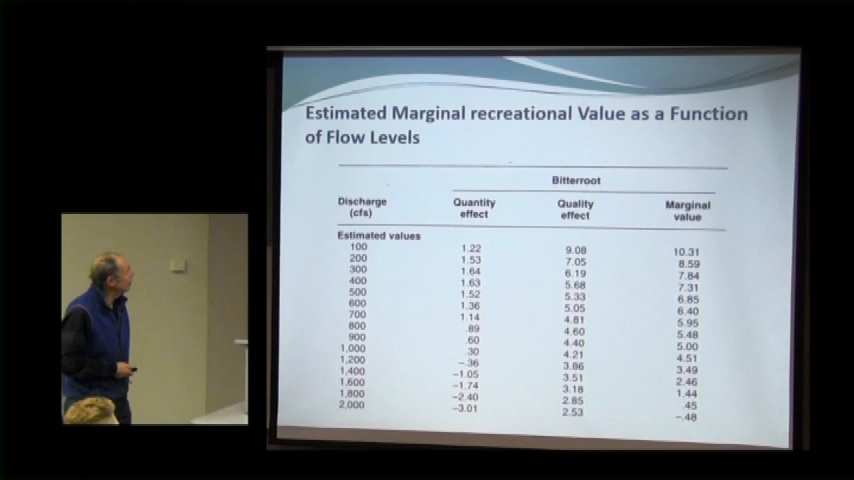 Estimated Marginal recreational Value as a Function
of Flow Levels
Bitterroot
Discharge Quantity Quality Marginal
(cfs) effect effect value
Estimated values
100 1.22 9.08 10.31
200 1.53 7.05 8.59
300 1.64 6.19 7.84
400 1.63 5.68 7.31
500 1.52 5.33 6.85
600 1.36 5.05 6.40
700 1.14 4.81 5.95
800 .89 4.60 5.48
900 .60 4.40 5.00
1,000 .30 4.21 4.51
1,200 −.36 3.86 3.49
1,400 −1.05 3.51 2.46
1,600 −1.74 3.18 1.44
1,800 −2.40 2.85 .45
2,000 −3.01 2.53 −.48